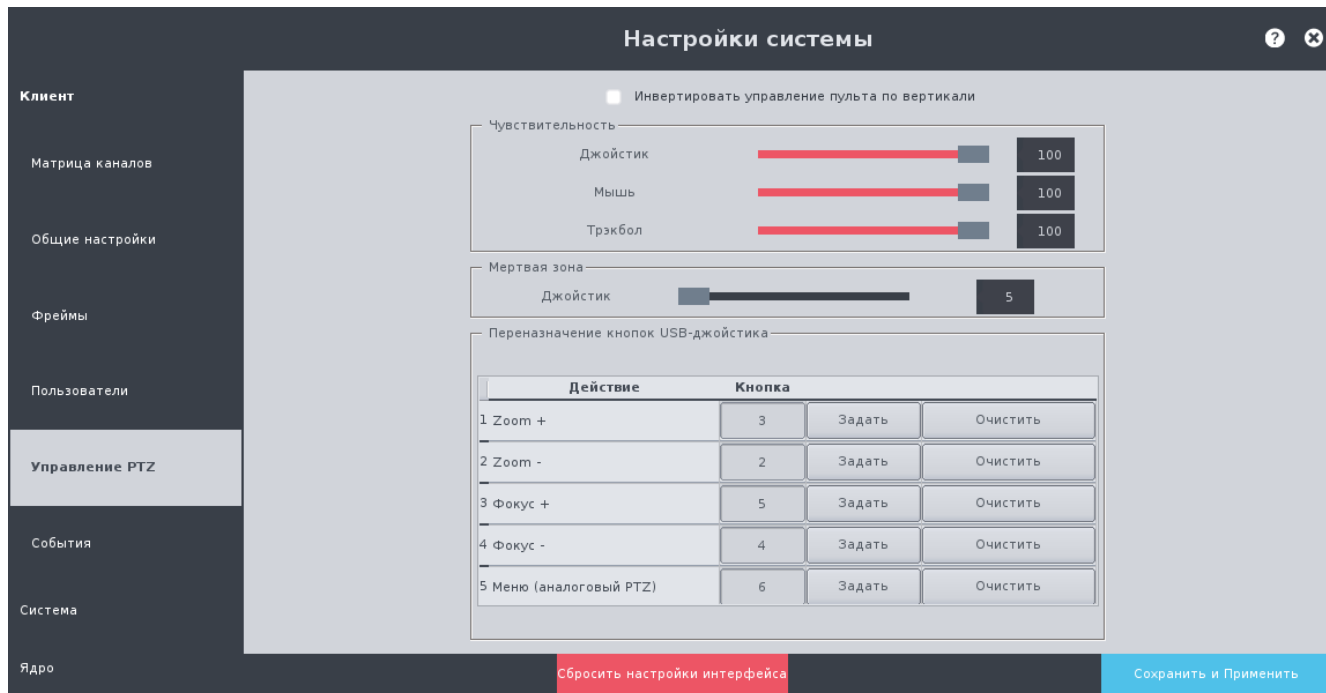 Настройки системы
?
Клиент
Матрица каналов
Общие настройки
Фреймы
Пользователи
Управление PTZ
События
Система
Ядро
Инвертировать управление пульта по вертикали
Чувствительность
Джойстик 100
Мышь 100
Трэкбол 100
Мертвая зона
Джойстик 5
Переназначение кнопок USB-джойстика
Действие Кнопка
1 Zoom + 3 Задать Очистить
2 Zoom - 2 Задать Очистить
3 Фокус + 5 Задать Очистить
4 Фокус - 4 Задать Очистить
5 Меню (аналоговый PTZ) 6 Задать Очистить
Сбросить настройки интерфейса
Сохранить и Применить